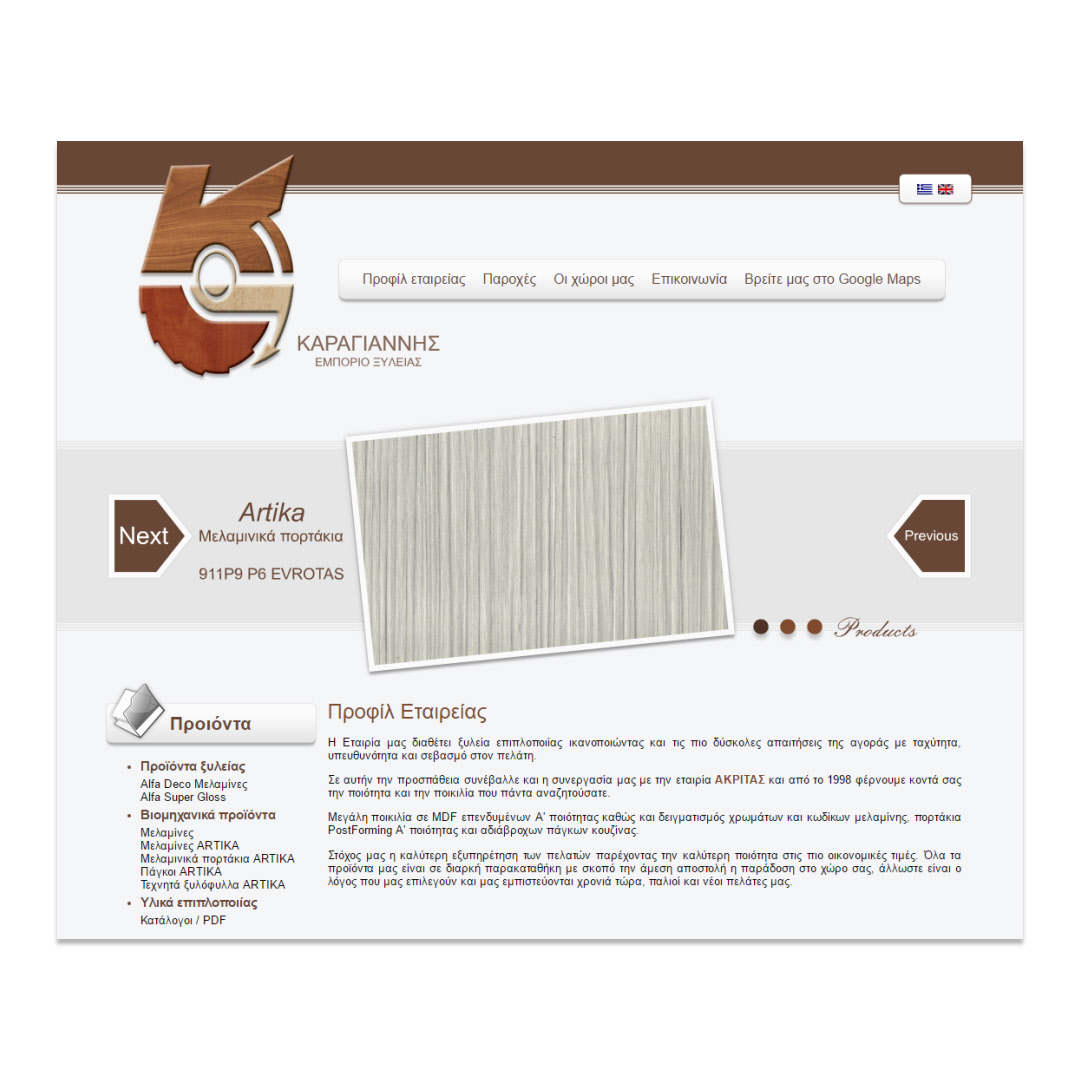 Προφίλ εταιρείας Παροχές Οι χώροι μας Επικοινωνία Βρείτε μας στο Google Maps
ΚΑΡΑΓΙΑΝΝΗΣ
ΕΜΠΟΡΙΟ ΞΥΛΕΙΑΣ
Next
Artika
Μελαμινικά πορτάκια
911P9 P6 EVROTAS
Previous
Products
Προιόντα
Προϊόντα ξυλείας
Alfa Deco Μελαμίνες
Alfa Super Gloss
Βιομηχανικά προϊόντα
Μελαμίνες
Μελαμίνες ARTIKA
Μελαμινικά πορτάκια ARTIKA
Πάγκοι ARTIKA
Τεχνητά ξυλόφυλλα ARTIKA
Υλικά επιπλοποιίας
Κατάλογοι / PDF
Προφίλ Εταιρείας
Η Εταιρία μας διαθέτει ξυλεία επιπλοποιίας ικανοποιώντας και τις πιο δύσκολες απαιτήσεις της αγοράς με ταχύτητα,
υπευθυνότητα και σεβασμό στον πελάτη.
Σε αυτήν την προσπάθεια συνέβαλλε και η συνεργασία μας με την εταιρία ΑΚΡΙΤΑΣ και από το 1998 φέρνουμε κοντά σας
την ποιότητα και την ποικιλία που πάντα αναζητούσατε.
Μεγάλη ποικιλία σε MDF επενδυμένων Α' ποιότητας καθώς και δειγματισμός χρωμάτων και κωδίκων μελαμίνης, πορτάκια
PostForming Α' ποιότητας και αδιάβροχων πάγκων κουζίνας.
Στόχος μας η καλύτερη εξυπηρέτηση των πελατών παρέχοντας την καλύτερη ποιότητα στις πιο οικονομικές τιμές. Όλα τα
προϊόντα μας είναι σε διαρκή παρακαταθήκη με σκοπό την άμεση αποστολή η παράδοση στο χώρο σας, άλλωστε είναι ο
λόγος που μας επιλεγούν και μας εμπιστεύονται χρονιά τώρα, παλιοί και νέοι πελάτες μας.